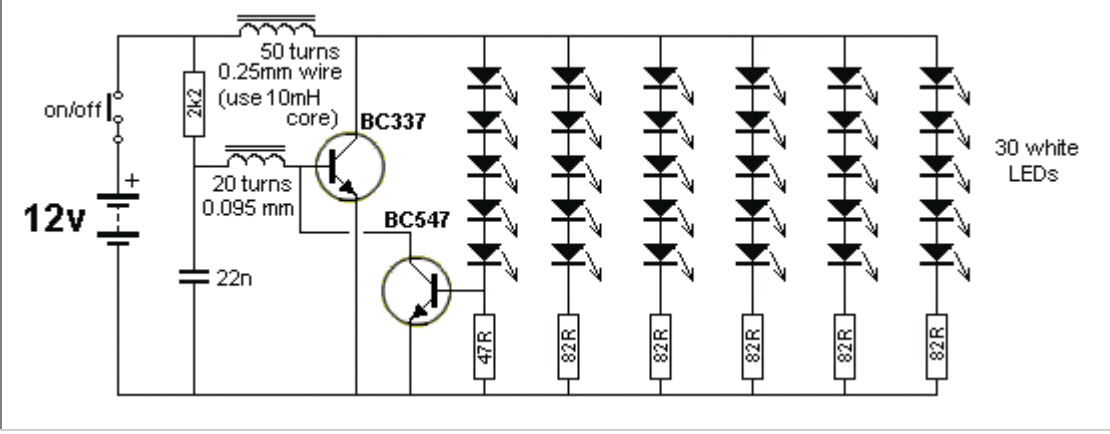 50 turns
0.25mm wire
(use 10mH
core)
on/off
2k2
BC337
20 turns
0.095 mm
30 white
LEDs
+
12v
BC547
22n
47R
82R
82R
82R
82R
82R